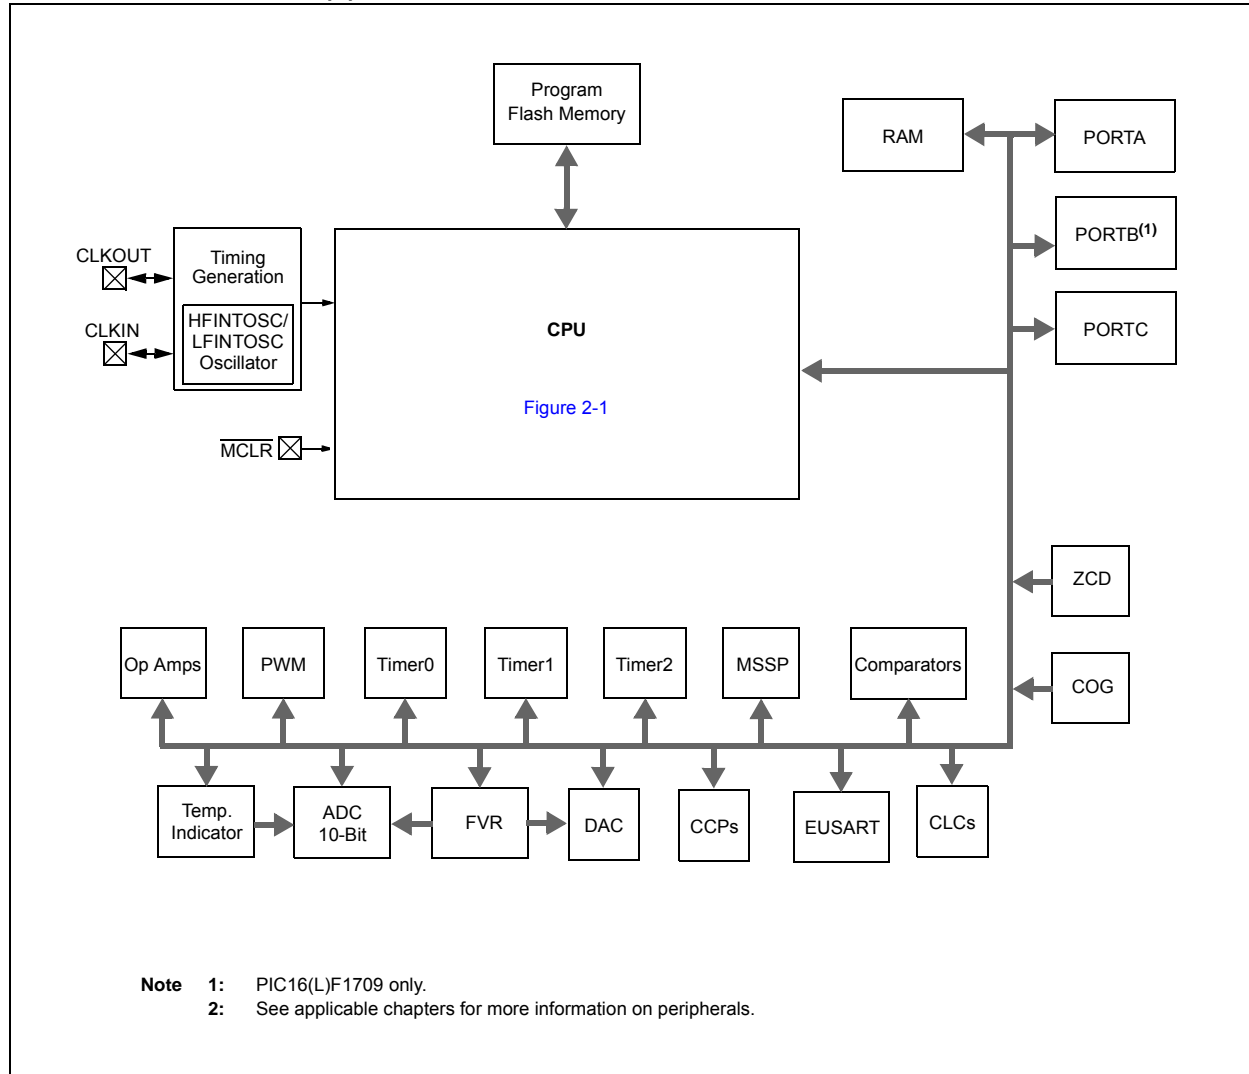 Program
Flash Memory
RAM
PORTA
CLKOUT
Timing
Generation
PORTB(1)
CLKIN
HFINTOSC/
LFINTOSC
Oscillator
CPU
PORTC
Figure 2-1
MCLR
ZCD
Op Amps
PWM
Timer0
Timer1
Timer2
MSSP
Comparators
COG
Temp.
Indicator
ADC
10-Bit
FVR
DAC
CCPs
EUSART
CLCs
Note 1: PIC16(L)F1709 only.
2: See applicable chapters for more information on peripherals.